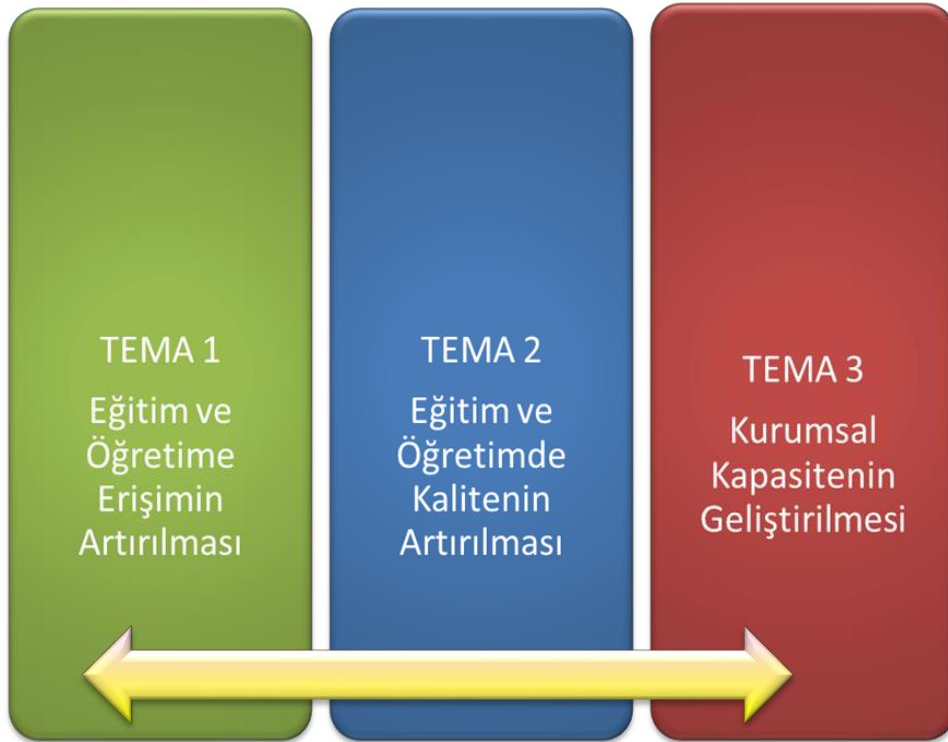 TEMA 1
Eğitim ve
Öğretime
Erişimin
Artırılması
TEMA 2
Eğitim ve
Öğretimde
Kalitenin
Artırılması
TEMA 3
Kurumsal
Kapasitenin
Geliştirilmesi